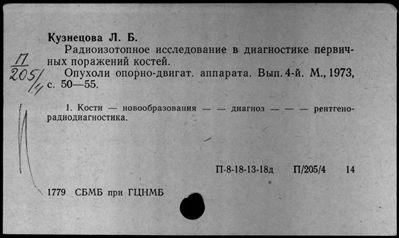 Кузнецова Л. Б.
Радиоизотопное исследование в диагностике первич-
ных поражений костей.
П
205/4
Опухоли опорно-двигат. аппарата. Вып. 4-й. М., 1973,
с. 50—55.
1. Кости — новообразования — — диагноз — — — рентгено-
радиодиагностика.
П-8-18-13-18д П/205/4 14
1779 СБМБ при ГЦНМБ